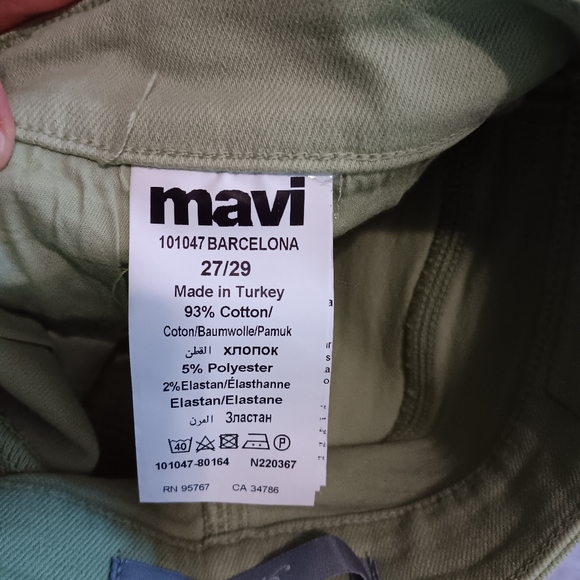 mavi
101047 BARCELONA
27/29
Made in Turkey
93% Cotton/
Coton/Baumwolle/Pamuk
القطن хлопок
5% Polyester
2%Elastan/Élasthanne
Elastan/Elastane
Эластан
40 P
101047-80164 N220367
RN 95767 CA 34786